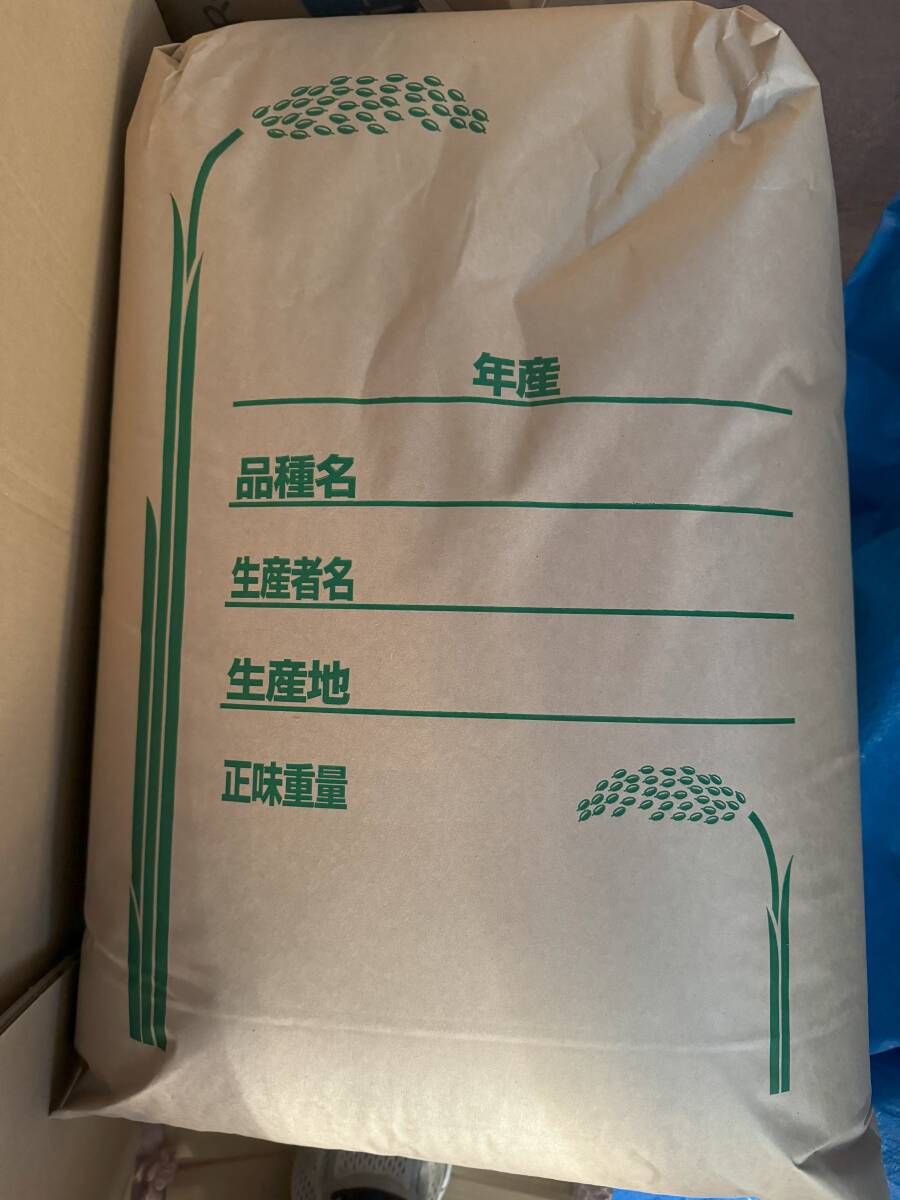 年産
品種名
生産者名
生産地
正味重量